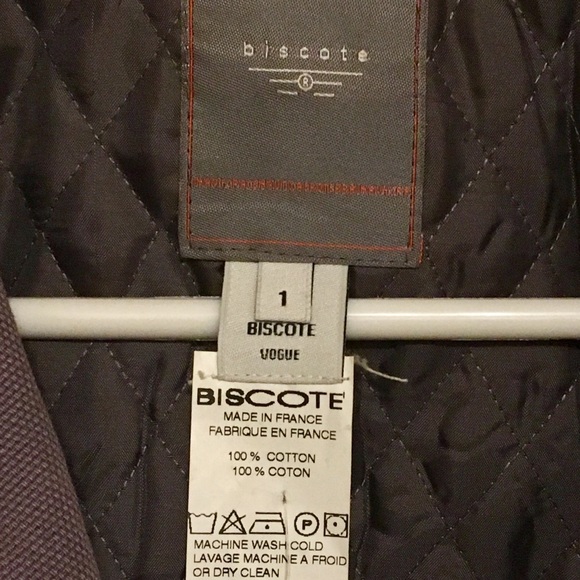 biscote
®
1
BISCOTE
VOGUE
BISCOTE
MADE IN FRANCE
FABRIQUE EN FRANCE
100 % COTTON
100 % COTON
P
MACHINE WASH COLD
LAVAGE MACHINE A FROID
OR DRY CLEAN